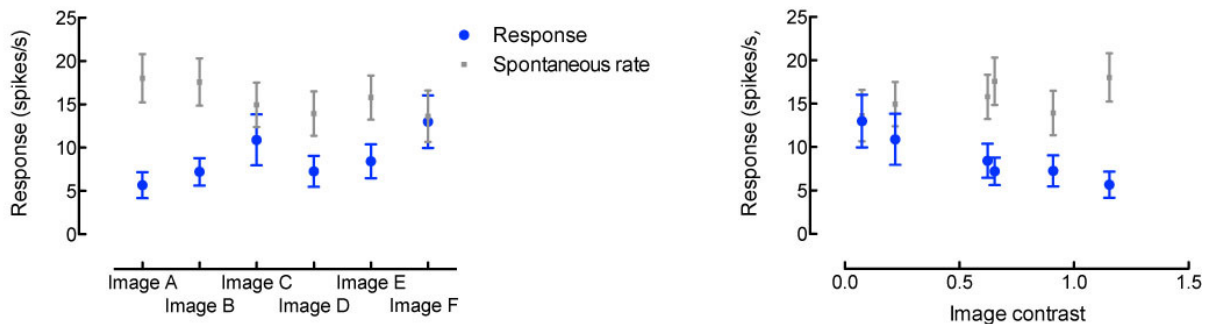 25
20
15
10
5
0
Response (spikes/s)
Image A
Image B
Image C
Image D
Image E
Image F
Response
Spontaneous rate
25
20
15
10
5
0
Response (spikes/s,
0.0
0.5
1.0
1.5
Image contrast